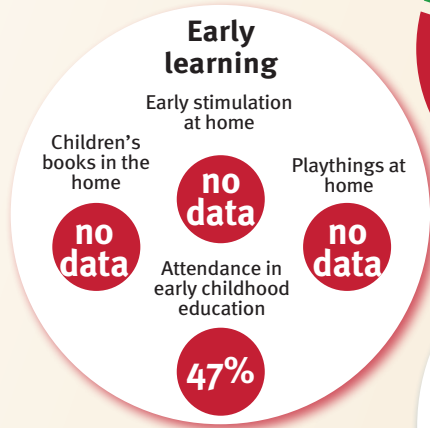 Early
learning
Early stimulation
at home
no
data
Children’s
books in the
home
no
data
Playthings at
home
no
data
Attendance in
early childhood
education
47%